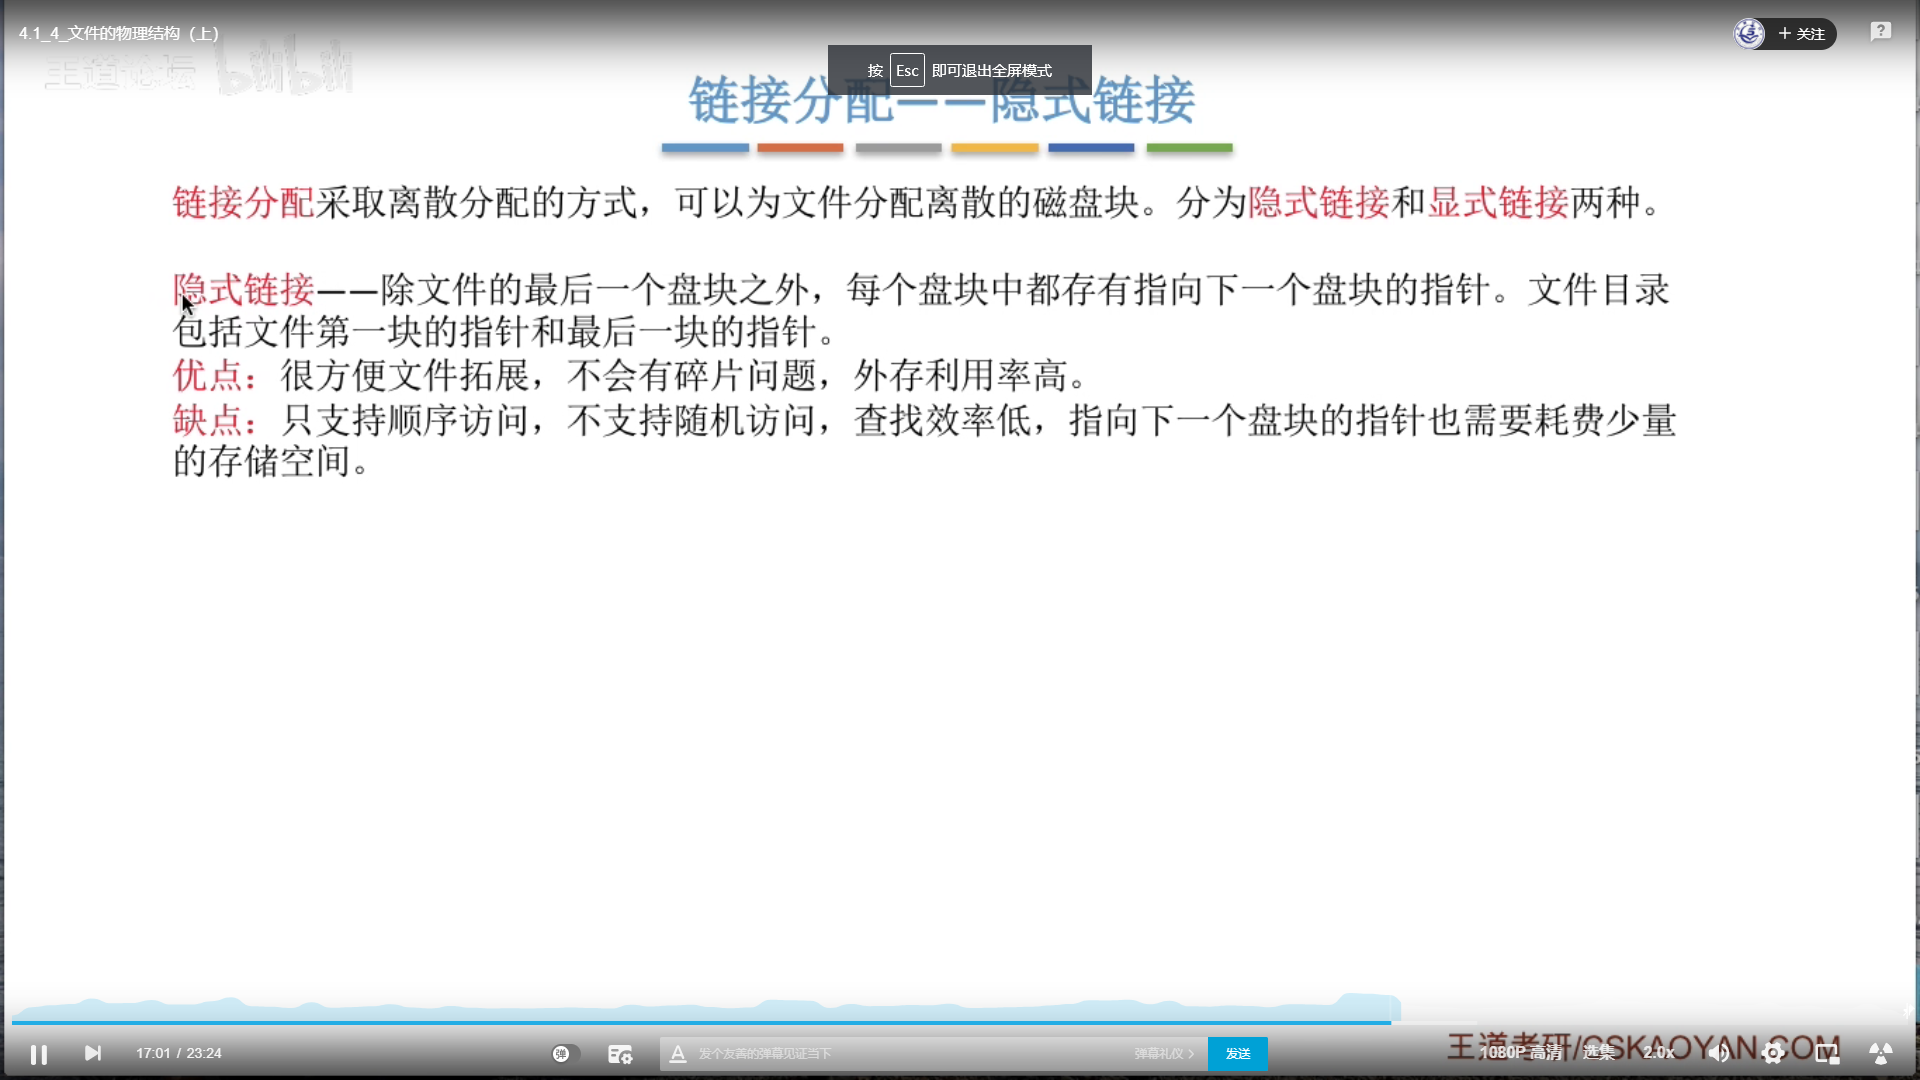 4.1_4_文件的物理结构（上）
+ 关注
王道论坛 bilibili
按 Esc 即可退出全屏模式
链接分配——隐式链接
链接分配采取离散分配的方式，可以为文件分配离散的磁盘块。分为隐式链接和显式链接两种。
隐式链接——除文件的最后一个盘块之外，每个盘块中都存有指向下一个盘块的指针。文件目录
包括文件第一块的指针和最后一块的指针。
优点：很方便文件拓展，不会有碎片问题，外存利用率高。
缺点：只支持顺序访问，不支持随机访问，查找效率低，指向下一个盘块的指针也需要耗费少量
的存储空间。
王道考研/CSKAOYAN.COM
17:01 / 23:24
弹
发个友善的弹幕见证当下
弹幕礼仪 >
发送
1080P 高清
选集
2.0x